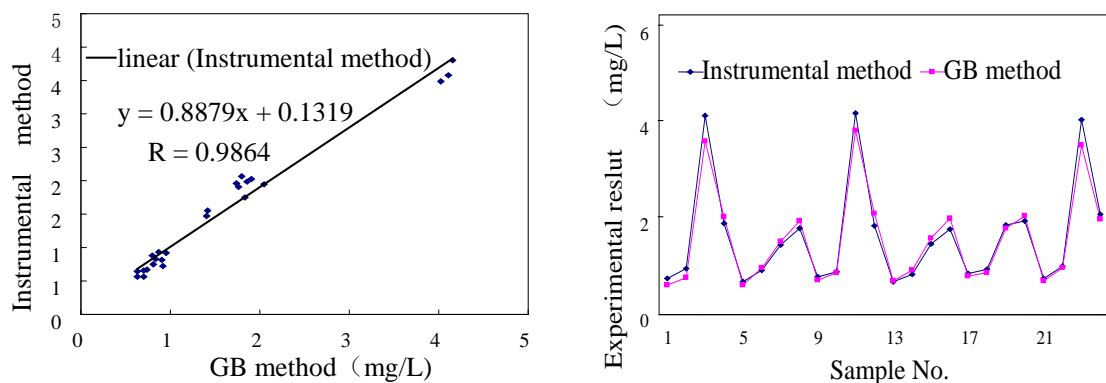 5
4
4
3
3
2
2
1
1
0
Instrumental method
linear (Instrumental method)
y = 0.8879x + 0.1319
R = 0.9864
0 1 2 3 4 5
GB method（mg/L)
6
4
2
0
Experimental reslut （mg/L)
Instrumental method GB method
1 5 9 13 17 21
Sample No.